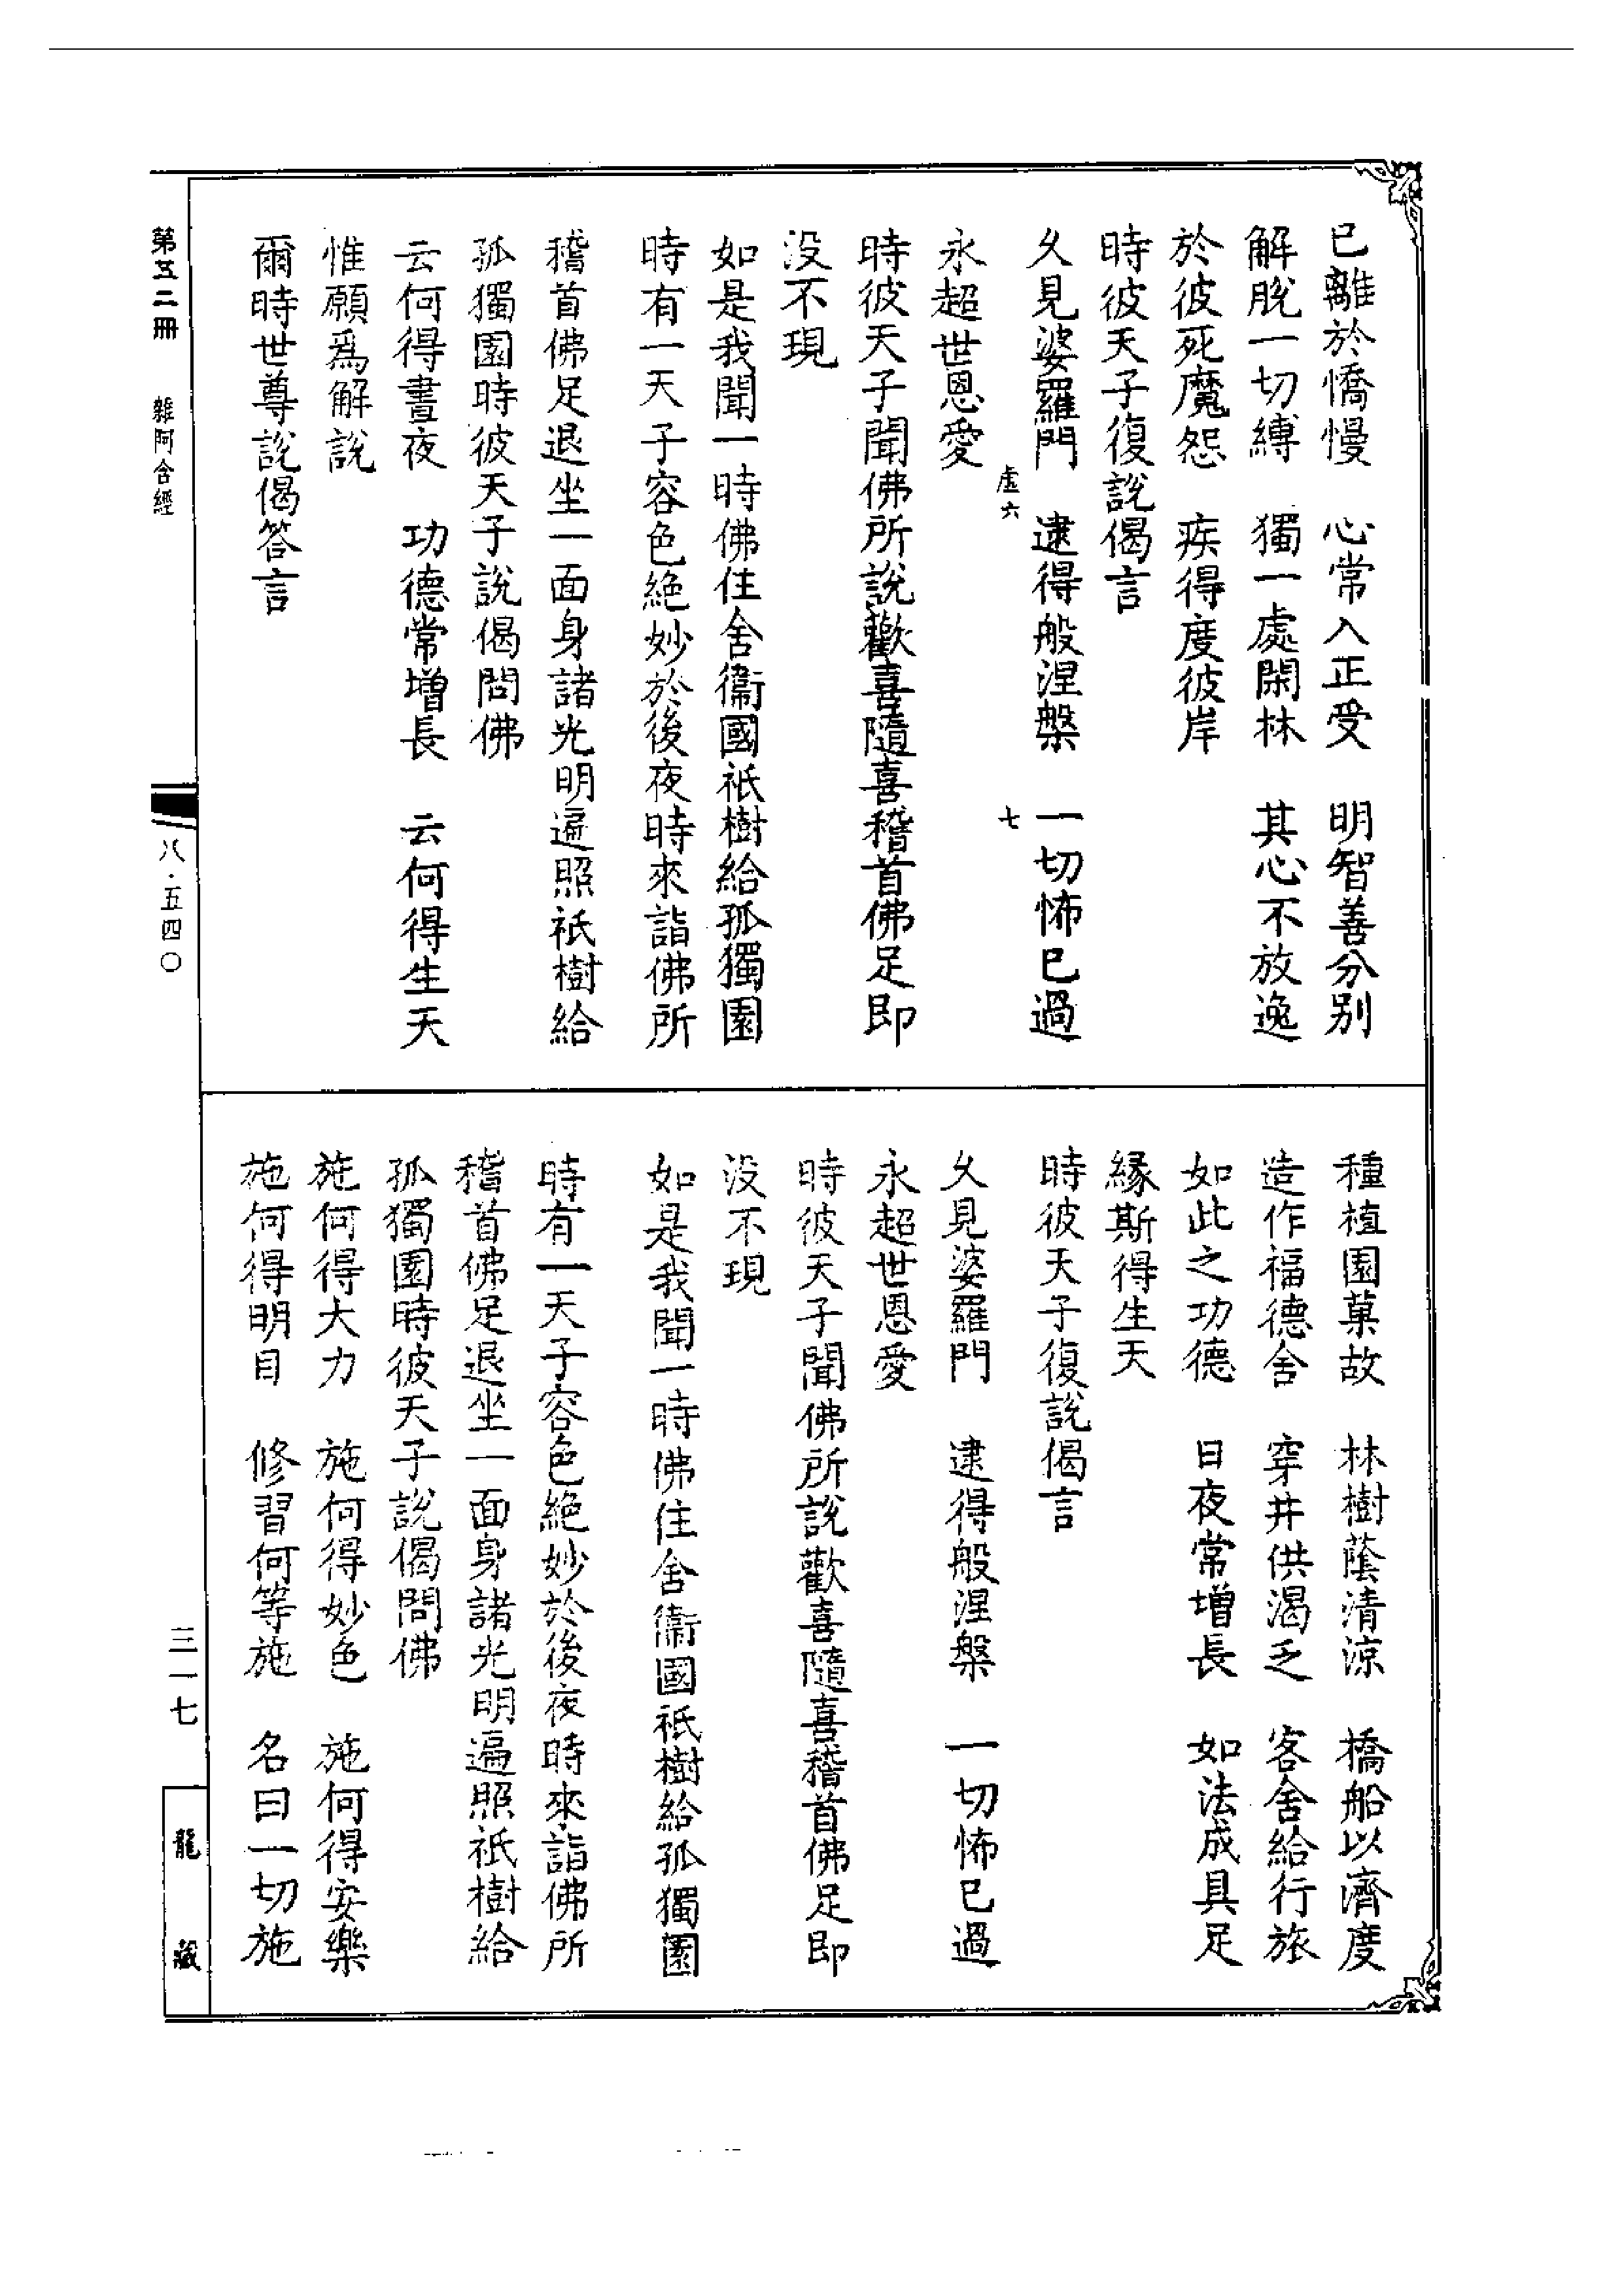 已離於憍慢　心常入正受　明智善分别
解脫一切縛　獨一處閑林　其心不放逸
於彼死魔怨　疾得度彼岸
時彼天子復說偈言
久見婆羅門　逮得般涅槃　一切怖已過
虛六　七
永超世恩愛
時彼天子聞佛所說歡喜隨喜稽首佛足即
沒不現
如是我聞一時佛住舍衞國祇樹給孤獨園
時有一天子容色絶妙於後夜時來詣佛所
稽首佛足退坐一面身諸光明遍照祇樹給
孤獨園時彼天子說偈問佛
云何得晝夜　功德常增長　云何得生天
惟願爲解說
爾時世尊說偈答言
種植園菓故　林樹蔭清涼　橋船以濟度
造作福德舍　穿井供渴乏　客舍給行旅
如此之功德　日夜常增長　如法戒具足
緣斯得生天
時彼天子復說偈言
久見婆羅門　逮得般涅槃　一切怖已過
永超世恩愛
時彼天子聞佛所說歡喜隨喜稽首佛足即
沒不現
如是我聞一時佛住舍衞國祇樹給孤獨園
時有一天子容色絶妙於後夜時來詣佛所
稽首佛足退坐一面身諸光明遍照祇樹給
孤獨園時彼天子說偈問佛
施何得大力　施何得妙色　施何得安樂
施何得明目　修習何等施　名曰一切施
第五二冊　雜阿含經
八·五四〇
三一七
龍藏